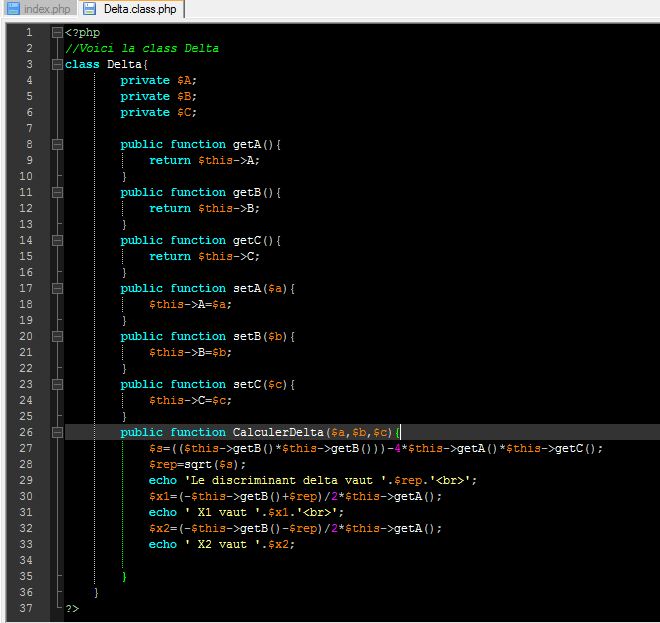 index.php Delta.class.php
1 <?php
2 //Voici la class Delta
3 class Delta{
4 private $A;
5 private $B;
6 private $C;
7
8 public function getA(){
9 return $this->A;
10 }
11 public function getB(){
12 return $this->B;
13 }
14 public function getC(){
15 return $this->C;
16 }
17 public function setA($a){
18 $this->A=$a;
19 }
20 public function setB($b){
21 $this->B=$b;
22 }
23 public function setC($c){
24 $this->C=$c;
25 }
26 public function CalculerDelta($a,$b,$c){
27 $s=(($this->getB()*$this->getB()))-4*$this->getA()*$this->getC();
28 $rep=sqrt($s);
29 echo 'Le discriminant delta vaut '.$rep.'<br>';
30 $x1=(-$this->getB()+$rep)/2*$this->getA();
31 echo ' X1 vaut '.$x1.'<br>';
32 $x2=(-$this->getB()-$rep)/2*$this->getA();
33 echo ' X2 vaut '.$x2;
34
35 }
36 }
37 ?>